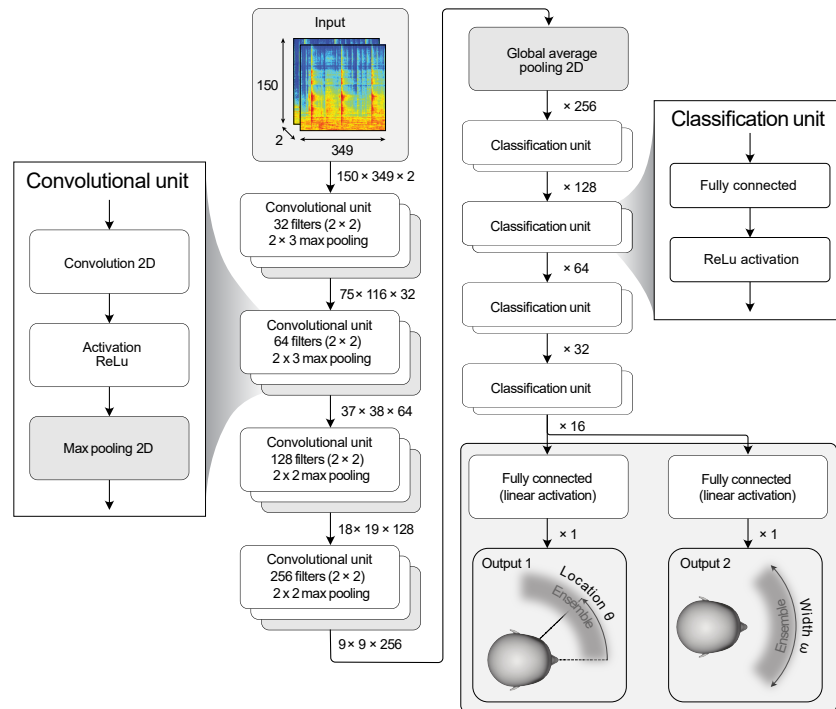 Input
150
2
349
150 × 349 × 2
Convolutional unit
Convolution 2D
Activation
ReLu
Max pooling 2D
Convolutional unit
32 filters (2 × 2)
2 × 3 max pooling
75 × 116 × 32
Convolutional unit
64 filters (2 × 2)
2 x 3 max pooling
37 × 38 × 64
Convolutional unit
128 filters (2 × 2)
2 x 2 max pooling
18 × 19 × 128
Convolutional unit
256 filters (2 × 2)
2 x 2 max pooling
9 × 9 × 256
Global average
pooling 2D
× 256
Classification unit
× 128
Classification unit
× 64
Classification unit
× 32
Classification unit
× 16
Classification unit
Fully connected
ReLu activation
Fully connected
(linear activation)
× 1
Fully connected
(linear activation)
× 1
Output 1
Location θ
Ensemble
Output 2
Ensemble
Width ω